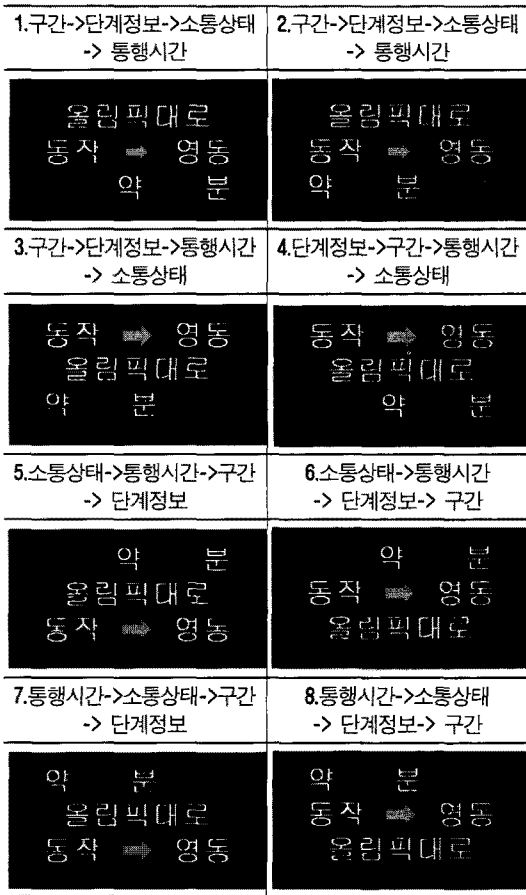 1.구간->단계정보->소통상태
-> 통행시간
2.구간->단계정보->소통상태
-> 통행시간
올림픽대로
동작 ➡ 영동
약 분
올림픽대로
동작 ➡ 영동
약 분
3.구간->단계정보->통행시간
-> 소통상태
4.단계정보->구간->통행시간
-> 소통상태
동작 ➡ 영동
올림픽대로
약 분
동작 ➡ 영동
올림픽대로
약 분
5.소통상태->통행시간->구간
-> 단계정보
6.소통상태->통행시간
-> 단계정보-> 구간
약 분
올림픽대로
동작 ➡ 영동
약 분
동작 ➡ 영동
올림픽대로
7.통행시간->소통상태->구간
-> 단계정보
8.통행시간->소통상태
-> 단계정보-> 구간
약 분
올림픽대로
동작 ➡ 영동
약 분
동작 ➡ 영동
올림픽대로